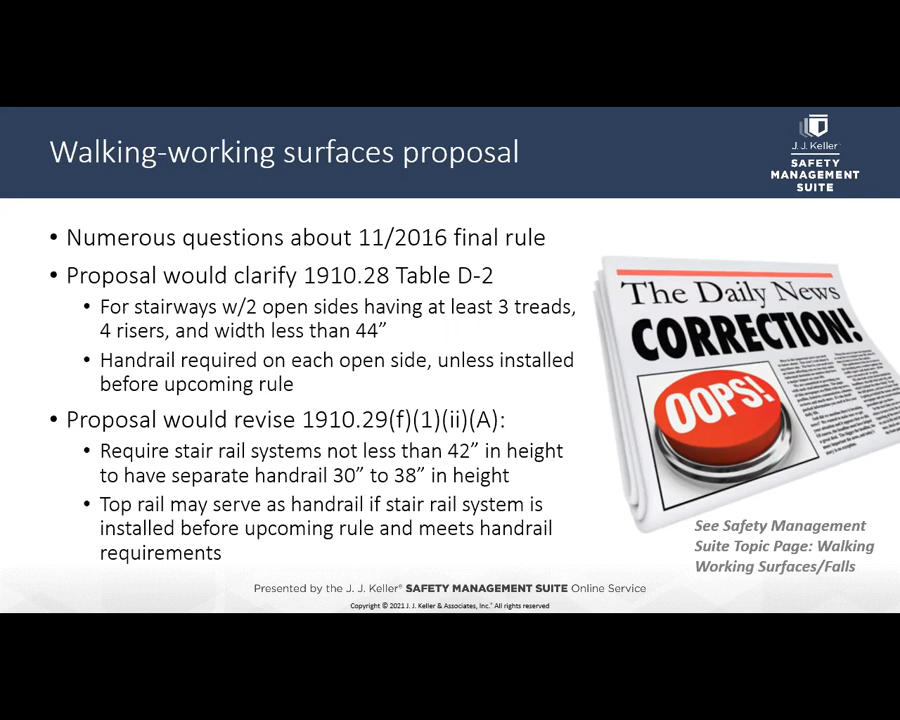 Walking-working surfaces proposal
J. J. Keller
SAFETY
MANAGEMENT
SUITE
• Numerous questions about 11/2016 final rule
• Proposal would clarify 1910.28 Table D-2
• For stairways w/2 open sides having at least 3 treads,
4 risers, and width less than 44”
• Handrail required on each open side, unless installed
before upcoming rule
• Proposal would revise 1910.29(f)(1)(ii)(A):
• Require stair rail systems not less than 42” in height
to have separate handrail 30” to 38” in height
• Top rail may serve as handrail if stair rail system is
installed before upcoming rule and meets handrail
requirements
The Daily News
CORRECTION!
OOPS!
See Safety Management
Suite Topic Page: Walking
Working Surfaces/Falls
Presented by the J. J. Keller® SAFETY MANAGEMENT SUITE Online Service
Copyright © 2021 J. J. Keller & Associates, Inc.® All rights reserved